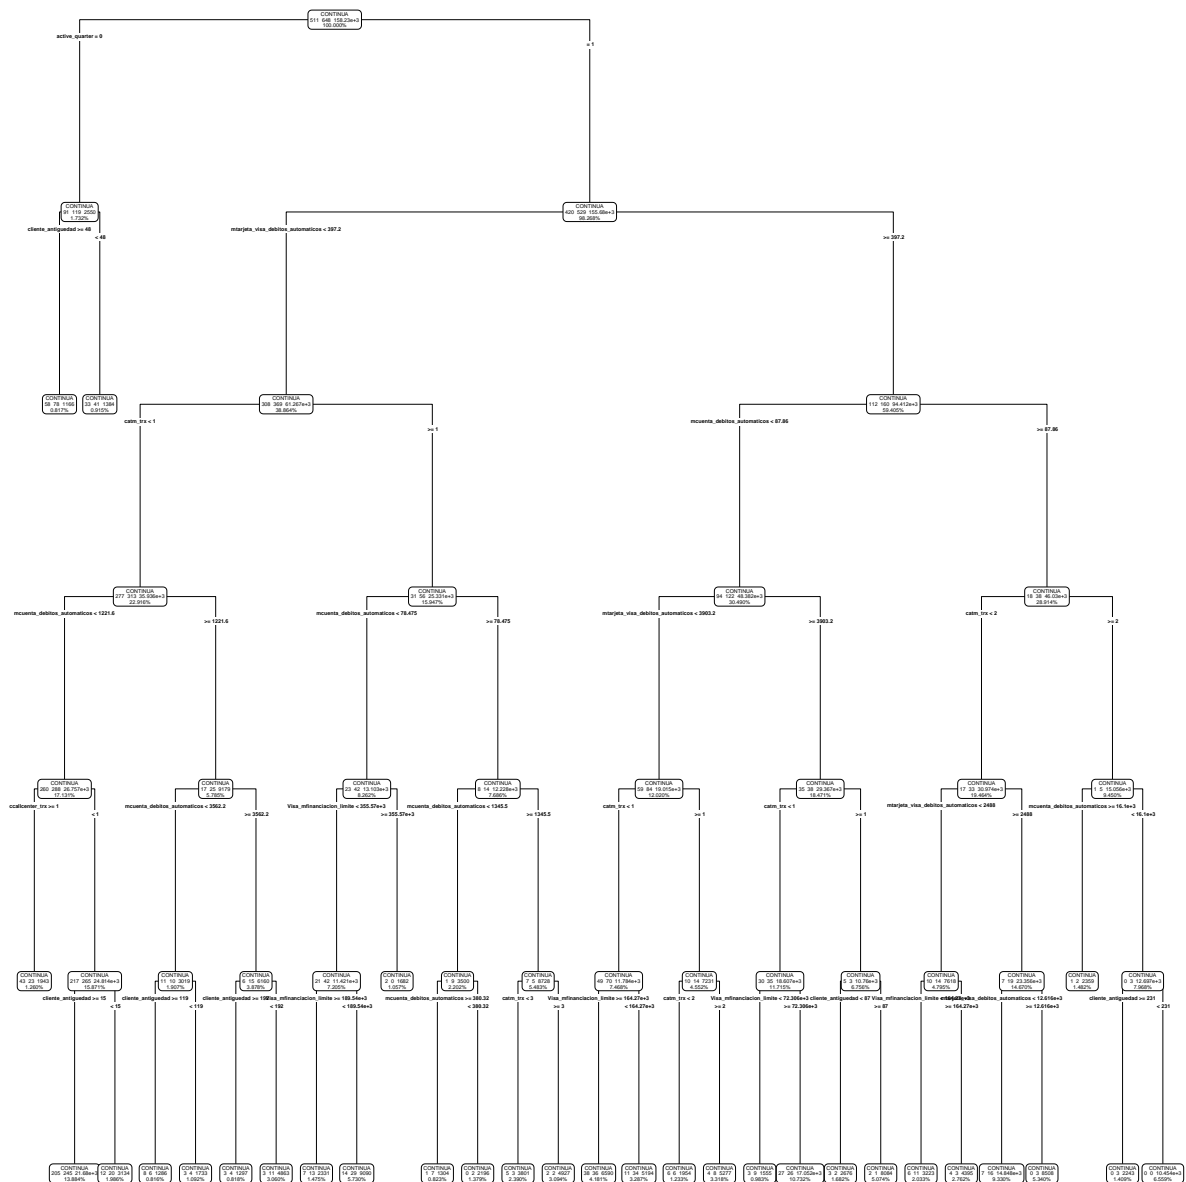 CONTINUA
511 648 158.23e+3
100.000%
active_quarter = 0
= 1
CONTINUA
91 119 2550
1.732%
CONTINUA
420 529 155.68e+3
98.268%
cliente_antiguedad >= 48
< 48
mtarjeta_visa_debitos_automaticos < 397.2
>= 397.2
CONTINUA
58 78 1166
0.817%
CONTINUA
33 41 1384
0.915%
CONTINUA
308 369 61.267e+3
38.864%
CONTINUA
112 160 94.412e+3
59.405%
catm_trx < 1
>= 1
mcuenta_debitos_automaticos < 87.86
>= 87.86
CONTINUA
277 313 35.936e+3
22.916%
CONTINUA
31 56 25.331e+3
15.947%
CONTINUA
94 122 48.382e+3
30.490%
CONTINUA
18 38 46.03e+3
28.914%
mcuenta_debitos_automaticos < 1221.6
>= 1221.6
mcuenta_debitos_automaticos < 78.475
>= 78.475
mtarjeta_visa_debitos_automaticos < 3903.2
>= 3903.2
catm_trx < 2
>= 2
CONTINUA
260 288 26.757e+3
17.131%
CONTINUA
17 25 9179
5.785%
CONTINUA
23 42 13.103e+3
8.262%
CONTINUA
8 14 12.228e+3
7.686%
CONTINUA
59 84 19.015e+3
12.020%
CONTINUA
35 38 29.367e+3
18.471%
CONTINUA
17 33 30.974e+3
19.464%
CONTINUA
1 5 15.056e+3
9.450%
ccallcenter_trx >= 1
< 1
mcuenta_debitos_automaticos < 3562.2
>= 3562.2
Visa_mfinanciacion_limite < 355.57e+3
>= 355.57e+3
mcuenta_debitos_automaticos < 1345.5
>= 1345.5
catm_trx < 1
>= 1
catm_trx < 1
>= 1
mtarjeta_visa_debitos_automaticos < 2488
>= 2488
mcuenta_debitos_automaticos >= 16.1e+3
< 16.1e+3
CONTINUA
43 23 1943
1.260%
CONTINUA
217 265 24.814e+3
15.871%
CONTINUA
11 10 3019
1.907%
CONTINUA
6 15 6160
3.878%
CONTINUA
21 42 11.421e+3
7.205%
CONTINUA
2 0 1682
1.057%
CONTINUA
1 9 3500
2.202%
CONTINUA
7 5 8728
5.483%
CONTINUA
49 70 11.784e+3
7.468%
CONTINUA
10 14 7231
4.552%
CONTINUA
30 35 18.607e+3
11.715%
CONTINUA
5 3 10.76e+3
6.756%
CONTINUA
10 14 7618
4.795%
CONTINUA
7 19 23.356e+3
14.670%
CONTINUA
1 2 2359
1.482%
CONTINUA
0 3 12.697e+3
7.968%
cliente_antiguedad >= 15
< 15
cliente_antiguedad >= 119
< 119
cliente_antiguedad >= 192
< 192
Visa_mfinanciacion_limite >= 189.54e+3
< 189.54e+3
mcuenta_debitos_automaticos >= 380.32
< 380.32
catm_trx < 3
>= 3
Visa_mfinanciacion_limite >= 164.27e+3
< 164.27e+3
catm_trx < 2
>= 2
Visa_mfinanciacion_limite < 72.306e+3
>= 72.306e+3
cliente_antiguedad < 87
>= 87
Visa_mfinanciacion_limite
>= 164.27e+3
debitos_automaticos < 12.616e+3
>= 12.616e+3
cliente_antiguedad >= 231
< 231
CONTINUA
205 245 21.68e+3
13.884%
CONTINUA
12 20 3134
1.986%
CONTINUA
8 6 1286
0.816%
CONTINUA
3 4 1733
1.092%
CONTINUA
3 4 1297
0.818%
CONTINUA
3 11 4863
3.060%
CONTINUA
7 13 2331
1.475%
CONTINUA
14 29 9090
5.730%
CONTINUA
1 7 1304
0.823%
CONTINUA
0 2 2196
1.379%
CONTINUA
5 3 3801
2.390%
CONTINUA
2 2 4927
3.094%
CONTINUA
38 36 6590
4.181%
CONTINUA
11 34 5194
3.287%
CONTINUA
6 6 1954
1.233%
CONTINUA
4 8 5277
3.318%
CONTINUA
3 9 1555
0.983%
CONTINUA
27 26 17.052e+3
10.732%
CONTINUA
3 2 2676
1.682%
CONTINUA
2 1 8084
5.074%
CONTINUA
6 11 3223
2.033%
CONTINUA
4 3 4395
2.762%
CONTINUA
7 16 14.848e+3
9.330%
CONTINUA
0 3 8508
5.340%
CONTINUA
0 3 2243
1.409%
CONTINUA
0 0 10.454e+3
6.559%